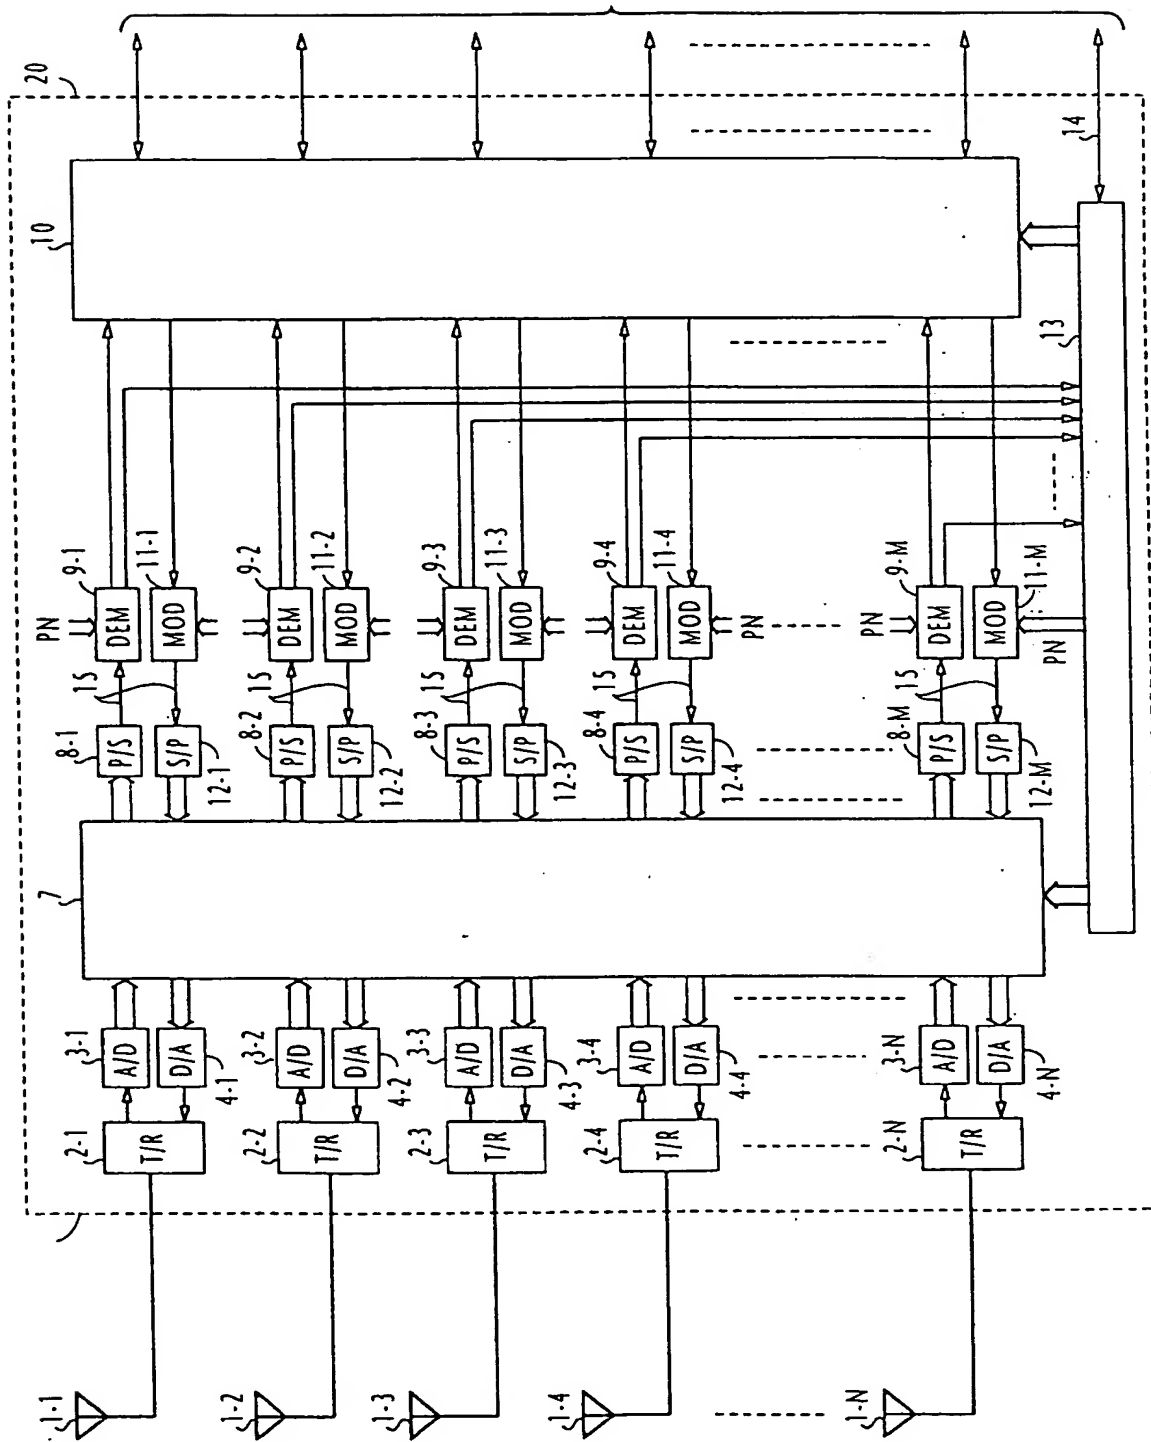 20
10
14
13
7
9-1
11-1
9-2
11-2
9-3
11-3
9-4
11-4
9-M
11-M
PN
DEM
MOD
DEM
MOD
DEM
MOD
DEM
MOD
PN
PN
DEM
MOD
PN
15
15
15
15
15
8-1
P/S
S/P
12-1
8-2
P/S
S/P
12-2
8-3
P/S
S/P
12-3
8-4
P/S
S/P
12-4
8-M
P/S
S/P
12-M
3-1
A/D
D/A
4-1
3-2
A/D
D/A
4-2
3-3
A/D
D/A
4-3
3-4
A/D
D/A
4-4
3-N
A/D
D/A
4-N
2-1
T/R
2-2
T/R
2-3
T/R
2-4
T/R
2-N
T/R
1-1
1-2
1-3
1-4
1-N